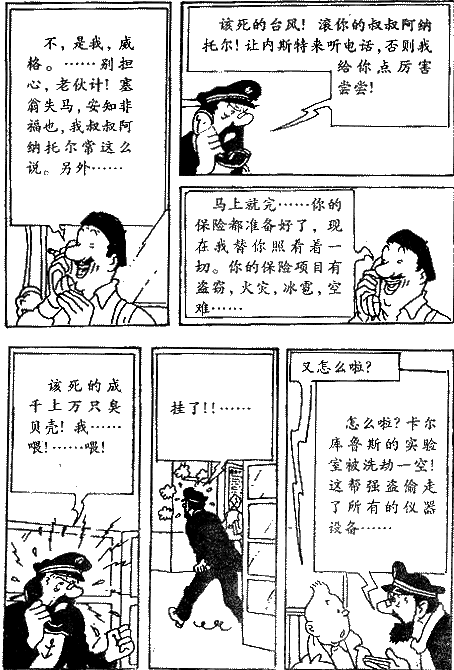 不，是我，威
格。……别担
心，老伙计！塞
翁失马，安知非
福也，我叔叔阿
纳托尔常这么
说。另外……
该死的台风！滚你的叔叔阿纳
托尔！让内斯特来听电话，否则我
给你点厉害
尝尝！
马上就完……你的
保险都准备好了，现
在我替你照看着一
切。你的保险项目有
盗窃，火灾，冰雹，空
难……
该死的成
千上万只臭
贝壳！我……
喂！……喂！
挂了！！……
又怎么啦？
怎么啦？卡尔
库鲁斯的实验
室被洗劫一空！
这帮强盗偷走
了所有的仪器
设备……